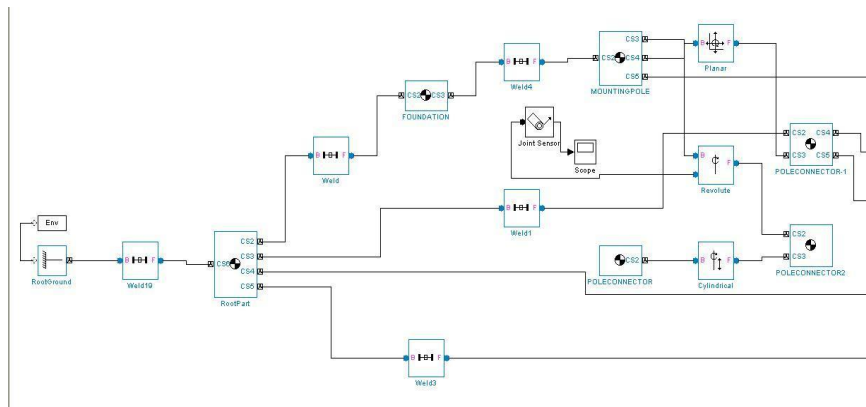 CS3
B F
CS2 CS4
Planar
B F
Weld4
CS5
MOUNTINGPOLE
CS2 CS3
FOUNDATION
Joint Sensor
Scope
B F
Weld
CS2 CS4
CS3 CS5
POLECONNECTOR-1
B F
Revolute
B F
Weld1
Env
RootGround
B F
Weld19
CS2
CS3
CS6
CS4
CS5
RootPart
CS2
POLECONNECTOR
B F
Cylindrical
CS2
CS3
POLECONNECTOR2
B F
Weld3